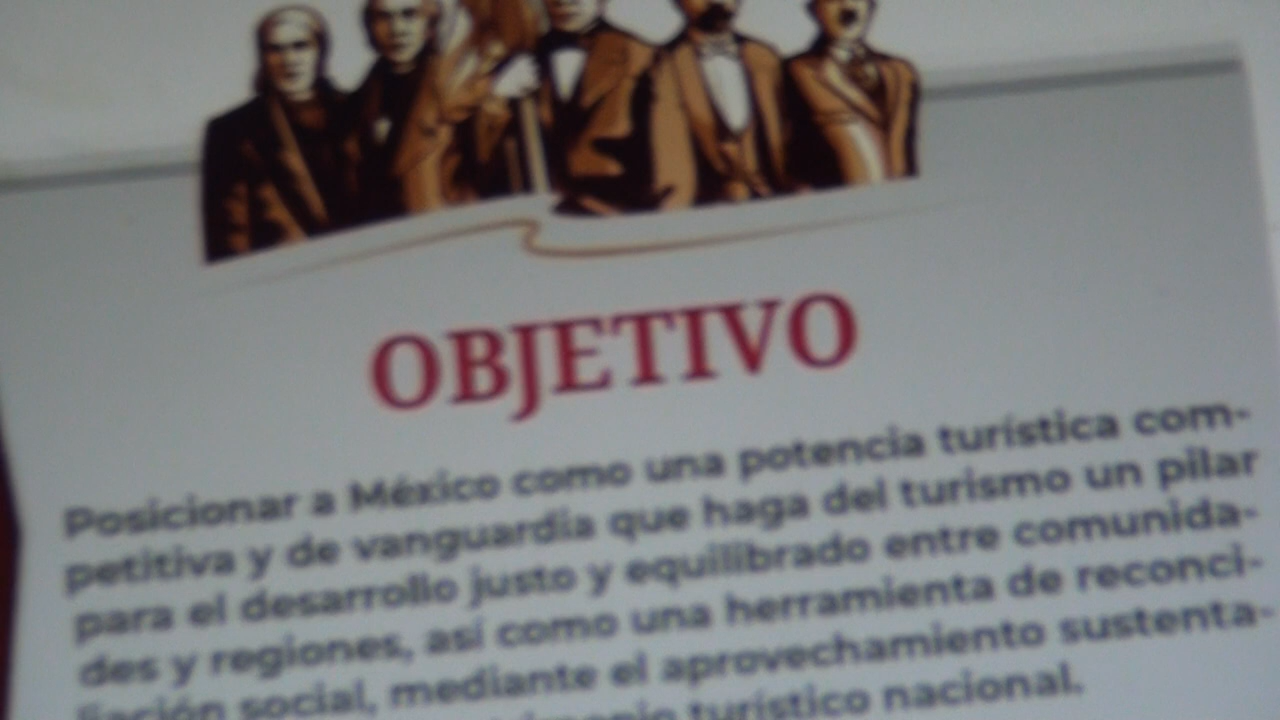 OBJETIVO
Posicionar a México como una potencia turística com-
petitiva y de vanguardia que haga del turismo un pilar
para el desarrollo justo y equilibrado entre comunida-
des y regiones, así como una herramienta de reconci-
liación social, mediante el aprovechamiento sustenta-
turístico nacional.